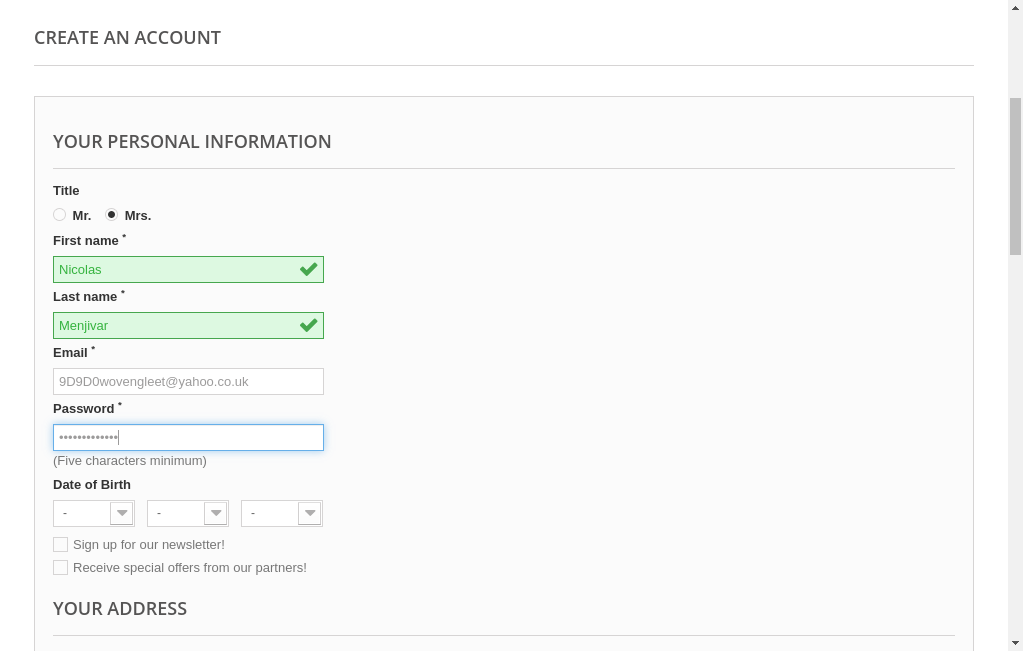 CREATE AN ACCOUNT
YOUR PERSONAL INFORMATION
Title
Mr. Mrs.
First name *
Nicolas
Last name *
Menjivar
Email *
9D9D0wovengleet@yahoo.co.uk
Password *
•••••••••••••
(Five characters minimum)
Date of Birth
- - -
Sign up for our newsletter!
Receive special offers from our partners!
YOUR ADDRESS